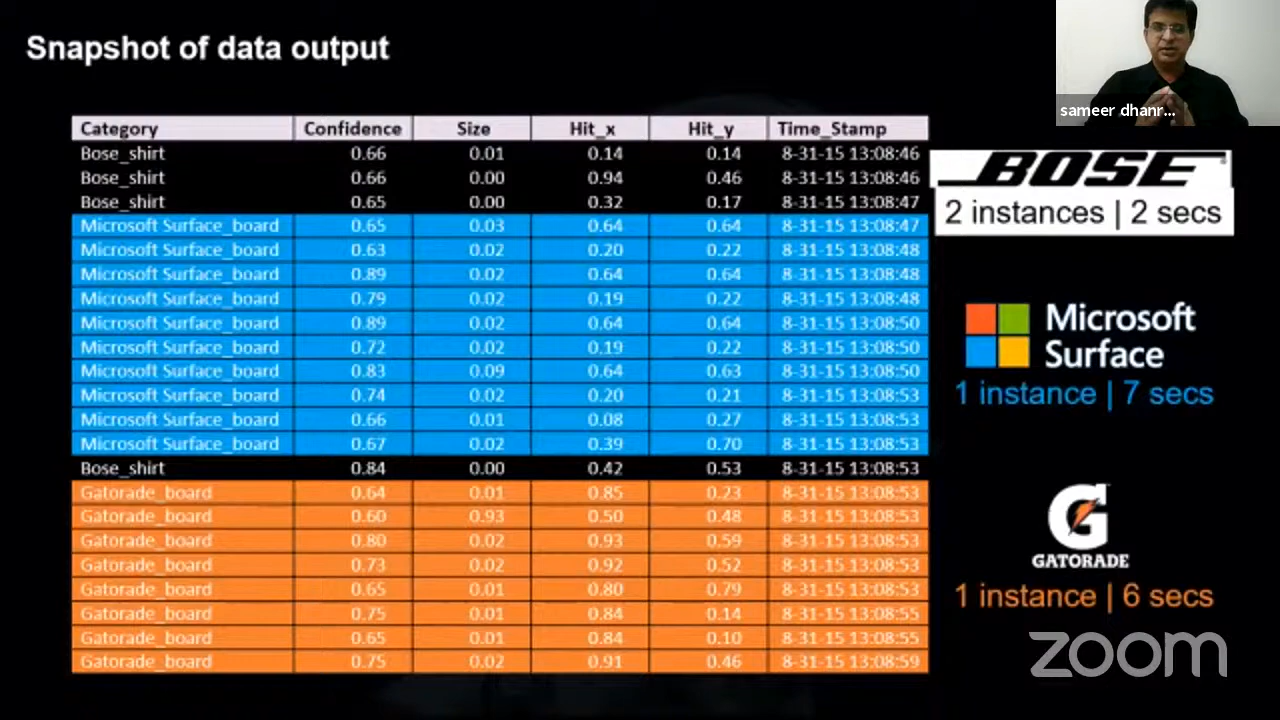 Snapshot of data output
sameer dhanr...
Category Confidence Size Hit_x Hit_y Time_Stamp
Bose_shirt 0.66 0.01 0.14 0.14 8-31-15 13:08:46
Bose_shirt 0.66 0.00 0.94 0.46 8-31-15 13:08:46
Bose_shirt 0.65 0.00 0.32 0.17 8-31-15 13:08:47
Microsoft Surface_board 0.65 0.03 0.64 0.64 8-31-15 13:08:47
Microsoft Surface_board 0.63 0.02 0.20 0.22 8-31-15 13:08:48
Microsoft Surface_board 0.89 0.02 0.64 0.64 8-31-15 13:08:48
Microsoft Surface_board 0.79 0.02 0.19 0.22 8-31-15 13:08:48
Microsoft Surface_board 0.89 0.02 0.64 0.64 8-31-15 13:08:50
Microsoft Surface_board 0.72 0.02 0.19 0.22 8-31-15 13:08:50
Microsoft Surface_board 0.83 0.09 0.64 0.63 8-31-15 13:08:50
Microsoft Surface_board 0.74 0.02 0.20 0.21 8-31-15 13:08:53
Microsoft Surface_board 0.66 0.01 0.08 0.27 8-31-15 13:08:53
Microsoft Surface_board 0.67 0.02 0.39 0.70 8-31-15 13:08:53
Bose_shirt 0.84 0.00 0.42 0.53 8-31-15 13:08:53
Gatorade_board 0.64 0.01 0.85 0.23 8-31-15 13:08:53
Gatorade_board 0.60 0.93 0.50 0.48 8-31-15 13:08:53
Gatorade_board 0.80 0.02 0.93 0.59 8-31-15 13:08:53
Gatorade_board 0.73 0.02 0.92 0.52 8-31-15 13:08:53
Gatorade_board 0.65 0.01 0.80 0.79 8-31-15 13:08:53
Gatorade_board 0.75 0.01 0.84 0.14 8-31-15 13:08:55
Gatorade_board 0.65 0.01 0.84 0.10 8-31-15 13:08:55
Gatorade_board 0.75 0.02 0.91 0.46 8-31-15 13:08:59
BOSE
2 instances | 2 secs
Microsoft
Surface
1 instance | 7 secs
G
GATORADE
1 instance | 6 secs
zoom